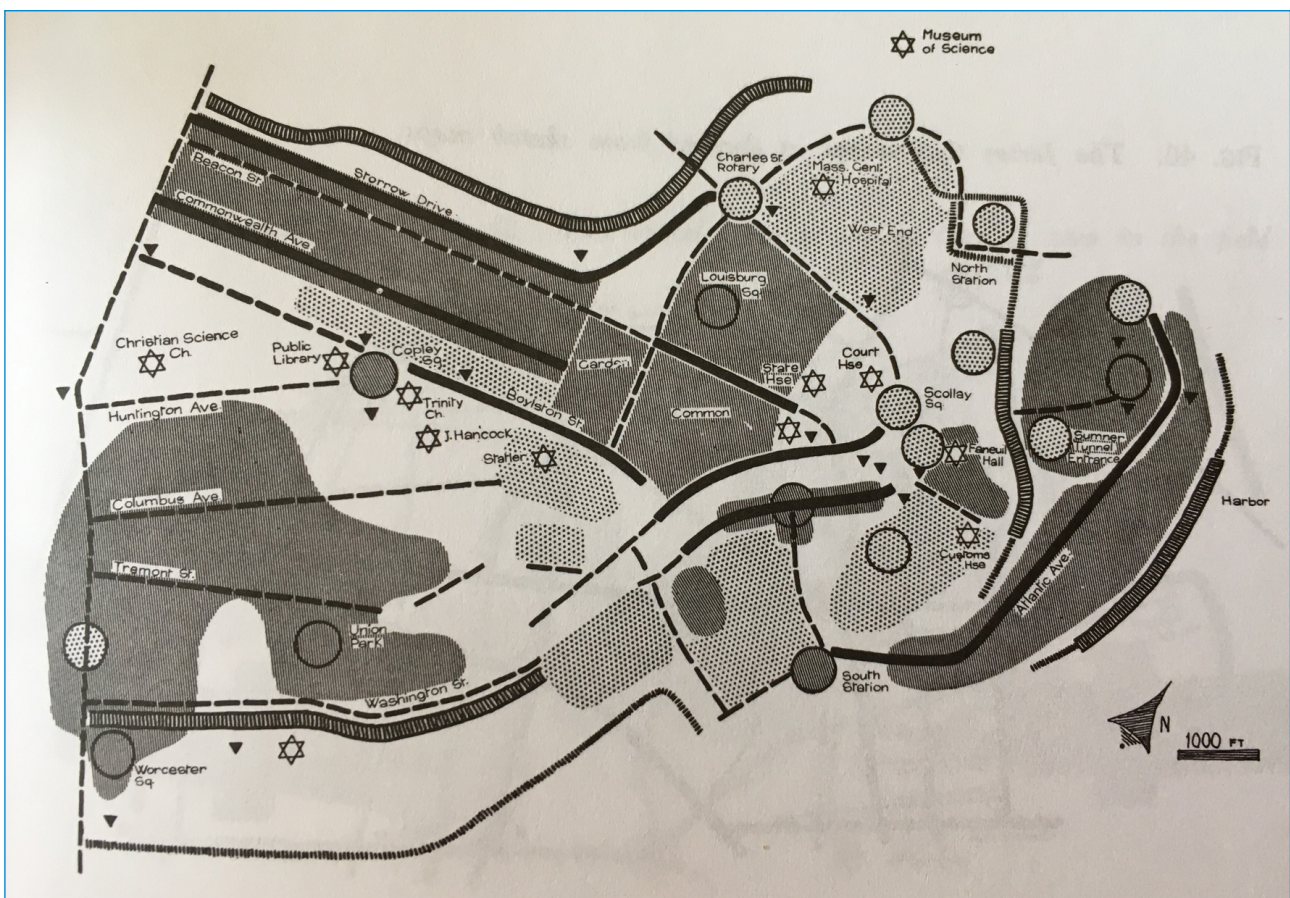 Museum
of Science
FIG. 40. The
Charles St.
Rotary
Mass. Genl.
Hospital
Beacon St.
Storrow Drive
Commonwealth Ave.
West End
Louisburg
Sq.
North
Station
Christian Science
Ch.
Public
Library
Copley
Sq.
Garden
State
Hse
Court
Hse
Scollay
Sq.
Trinity
Ch.
Boylston St.
Common
Huntington Ave.
J. Hancock
Statler
Faneuil
Hall
Sumner
Tunnel
Entrance
Columbus Ave.
Harbor
Customs
Hse
Tremont St.
Atlantic Ave.
Union
Park
Washington St.
South
Station
N
1000 FT
Worcester
Sq.